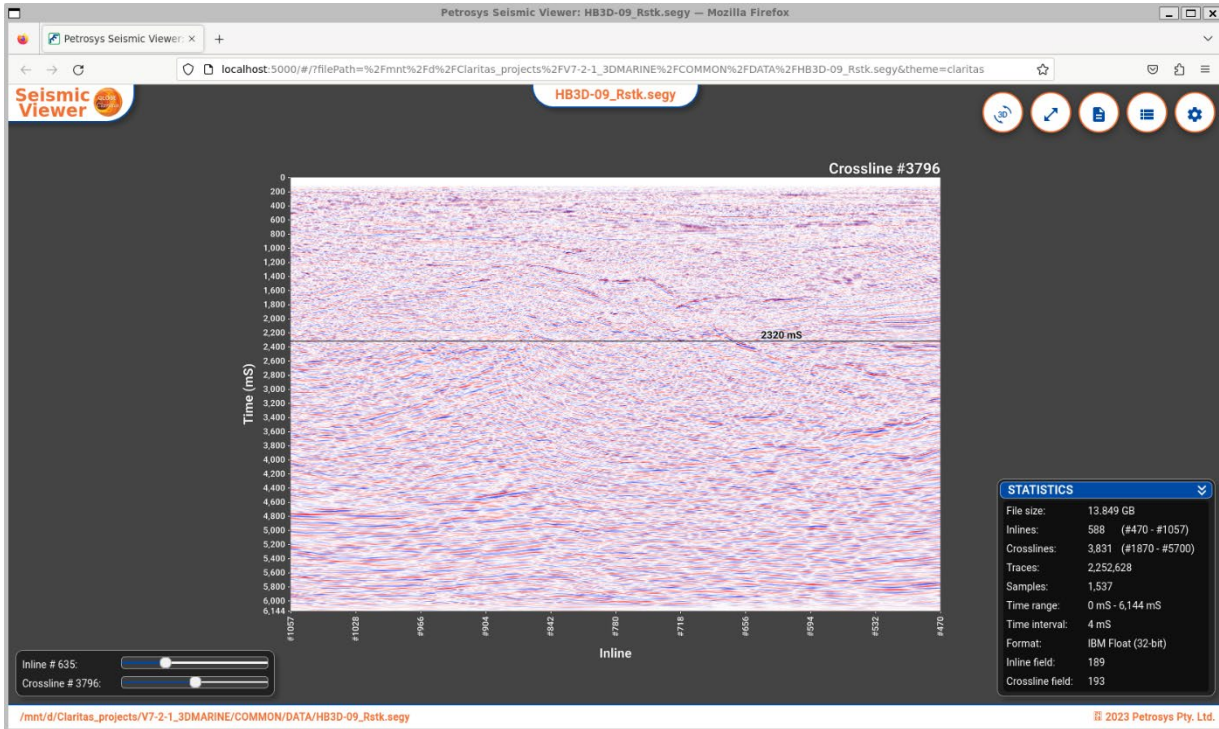 Petrosys Seismic Viewer: HB3D-09_Rstk.segy — Mozilla Firefox
Petrosys Seismic Viewer:
localhost:5000/#/?filePath=%2Fmnt%2Fd%2FClaritas_projects%2FV7-2-1_3DMARINE%2FCOMMON%2FDATA%2FHB3D-09_Rstk.segy&theme=claritas
Seismic
Viewer
HB3D-09_Rstk.segy
3D
Crossline #3796
0
200
400
600
800
1,000
1,200
1,400
1,600
1,800
2,000
2,200
2,400
2,600
2,800
3,000
3,200
3,400
3,600
3,800
4,000
4,200
4,400
4,600
4,800
5,000
5,200
5,400
5,600
5,800
6,000
6,144
Time (mS)
2320 mS
#1057 #1028 #966 #904 #842 #780 #718 #656 #594 #532 #470
Inline
STATISTICS
File size: 13.849 GB
Inlines: 588 (#470 - #1057)
Crosslines: 3,831 (#1870 - #5700)
Traces: 2,252,628
Samples: 1,537
Time range: 0 mS - 6,144 mS
Time interval: 4 mS
Format: IBM Float (32-bit)
Inline field: 189
Crossline field: 193
Inline # 635:
Crossline # 3796:
/mnt/d/Claritas_projects/V7-2-1_3DMARINE/COMMON/DATA/HB3D-09_Rstk.segy
2023 Petrosys Pty. Ltd.